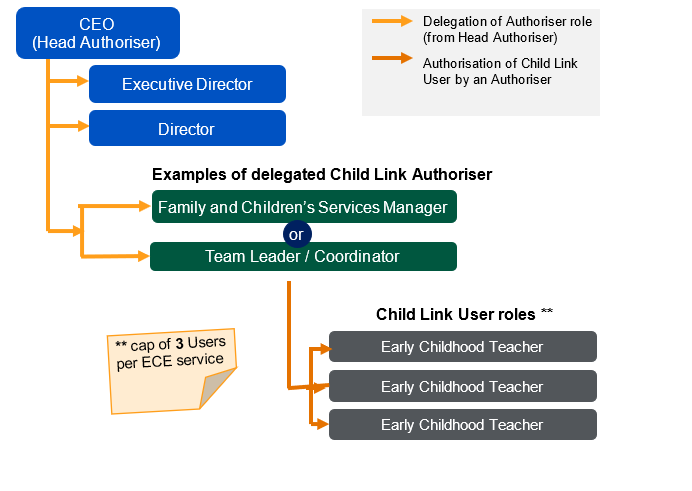 CEO
(Head Authoriser)
Delegation of Authoriser role
(from Head Authoriser)
Authorisation of Child Link
User by an Authoriser
Executive Director
Director
Examples of delegated Child Link Authoriser
Family and Children’s Services Manager
or
Team Leader / Coordinator
Child Link User roles **
** cap of 3 Users
per ECE service
Early Childhood Teacher
Early Childhood Teacher
Early Childhood Teacher